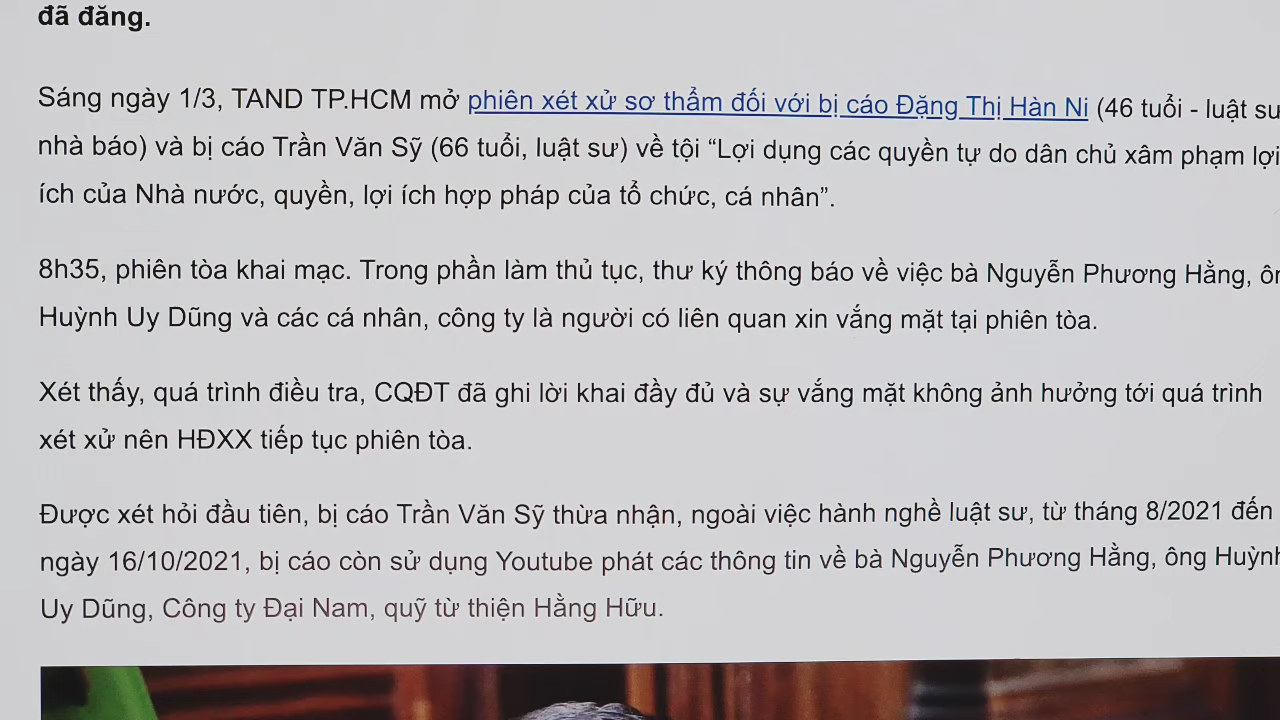 đã đăng.
Sáng ngày 1/3, TAND TP.HCM mở phiên xét xử sơ thẩm đối với bị cáo Đặng Thị Hàn Ni (46 tuổi - luật sư
nhà báo) và bị cáo Trần Văn Sỹ (66 tuổi, luật sư) về tội “Lợi dụng các quyền tự do dân chủ xâm phạm lợi
ích của Nhà nước, quyền, lợi ích hợp pháp của tổ chức, cá nhân”.
8h35, phiên tòa khai mạc. Trong phần làm thủ tục, thư ký thông báo về việc bà Nguyễn Phương Hằng,
Huỳnh Uy Dũng và các cá nhân, công ty là người có liên quan xin vắng mặt tại phiên tòa.
Xét thấy, quá trình điều tra, CQĐT đã ghi lời khai đầy đủ và sự vắng mặt không ảnh hưởng tới quá trình
xét xử nên HĐXX tiếp tục phiên tòa.
Được xét hỏi đầu tiên, bị cáo Trần Văn Sỹ thừa nhận, ngoài việc hành nghề luật sư, từ tháng 8/2021 đến
ngày 16/10/2021, bị cáo còn sử dụng Youtube phát các thông tin về bà Nguyễn Phương Hằng, ông Huỳnh
Uy Dũng, Công ty Đại Nam, quỹ từ thiện Hằng Hữu.